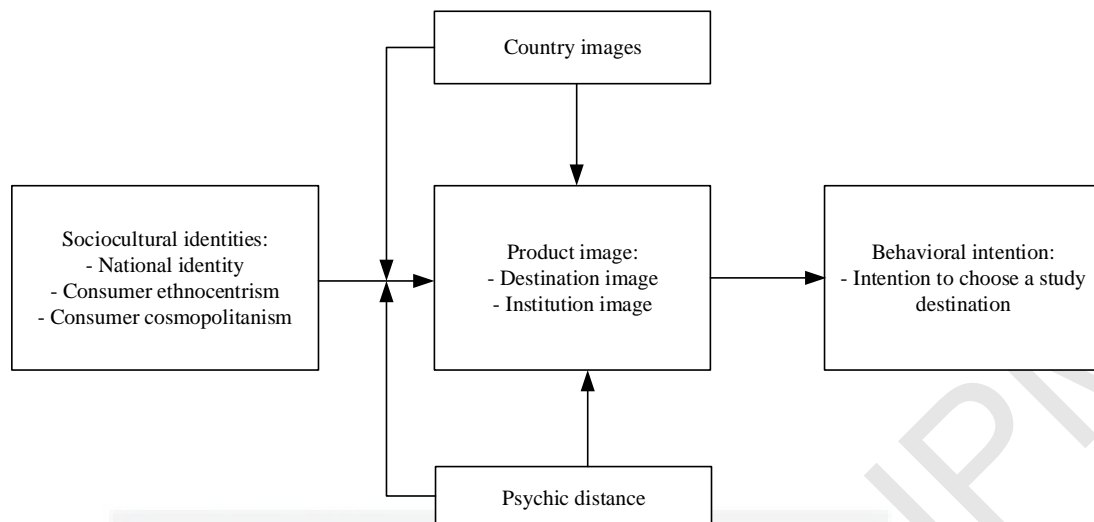 Country images
Sociocultural identities:
- National identity
- Consumer ethnocentrism
- Consumer cosmopolitanism
Product image:
- Destination image
- Institution image
Behavioral intention:
- Intention to choose a study
destination
Psychic distance